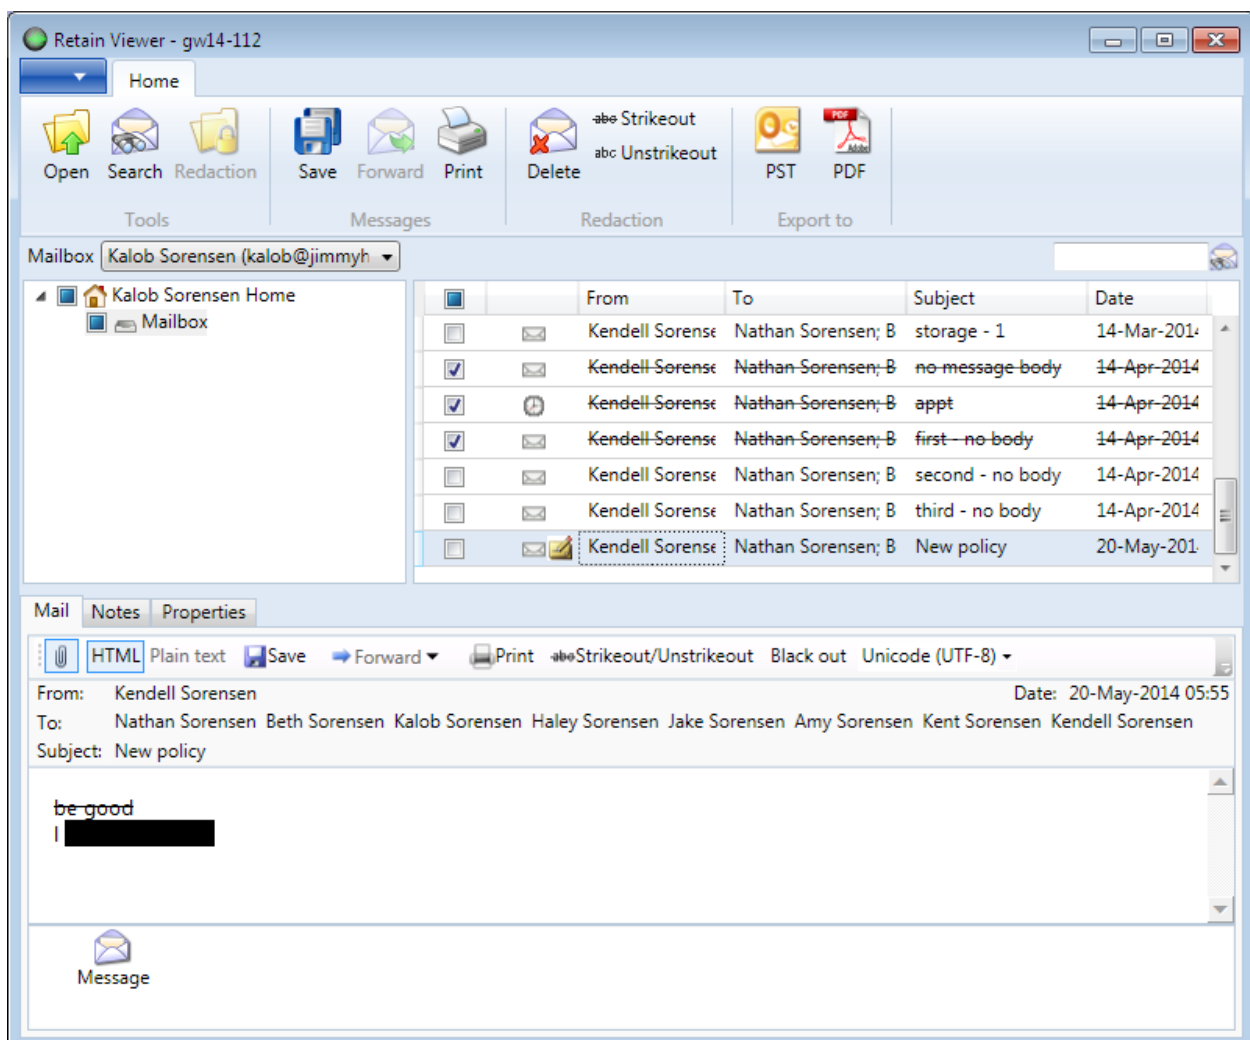 Retain Viewer - gw14-112
Home
Open Search Redaction Save Forward Print Delete abc Strikeout abc Unstrikeout PST PDF
Tools Messages Redaction Export to
Mailbox Kalob Sorensen (kalob@jimmyh
Kalob Sorensen Home
Mailbox
From To Subject Date
Kendell Sorense Nathan Sorensen; B storage - 1 14-Mar-201
Kendell Sorense Nathan Sorensen; B no message body 14-Apr-2014
Kendell Sorense Nathan Sorensen; B appt 14-Apr-2014
Kendell Sorense Nathan Sorensen; B first - no body 14-Apr-2014
Kendell Sorense Nathan Sorensen; B second - no body 14-Apr-2014
Kendell Sorense Nathan Sorensen; B third - no body 14-Apr-2014
Kendell Sorense Nathan Sorensen; B New policy 20-May-201
Mail Notes Properties
HTML Plain text Save Forward Print abc Strikeout/Unstrikeout Black out Unicode (UTF-8)
From: Kendell Sorensen Date: 20-May-2014 05:55
To: Nathan Sorensen Beth Sorensen Kalob Sorensen Haley Sorensen Jake Sorensen Amy Sorensen Kent Sorensen Kendell Sorensen
Subject: New policy
be good
I
Message